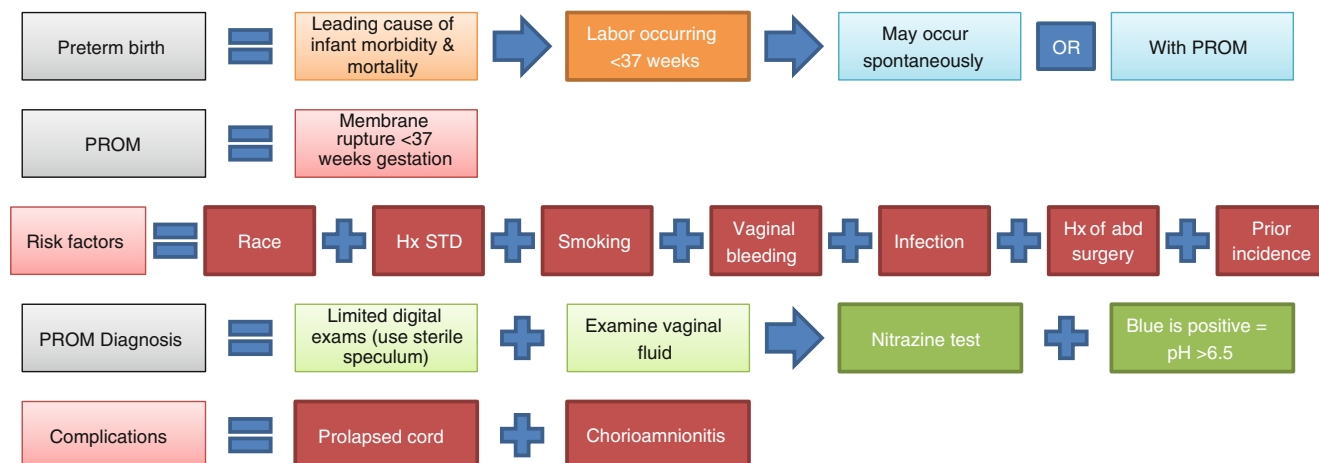 Preterm birth
Leading cause of
infant morbidity &
mortality
Labor occurring
<37 weeks
May occur
spontaneously
OR
With PROM
PROM
Membrane
rupture <37
weeks gestation
Risk factors
Race
Hx STD
Smoking
Vaginal
bleeding
Infection
Hx of abd
surgery
Prior
incidence
PROM Diagnosis
Limited digital
exams (use sterile
speculum)
Examine vaginal
fluid
Nitrazine test
Blue is positive =
pH >6.5
Complications
Prolapsed cord
Chorioamnionitis